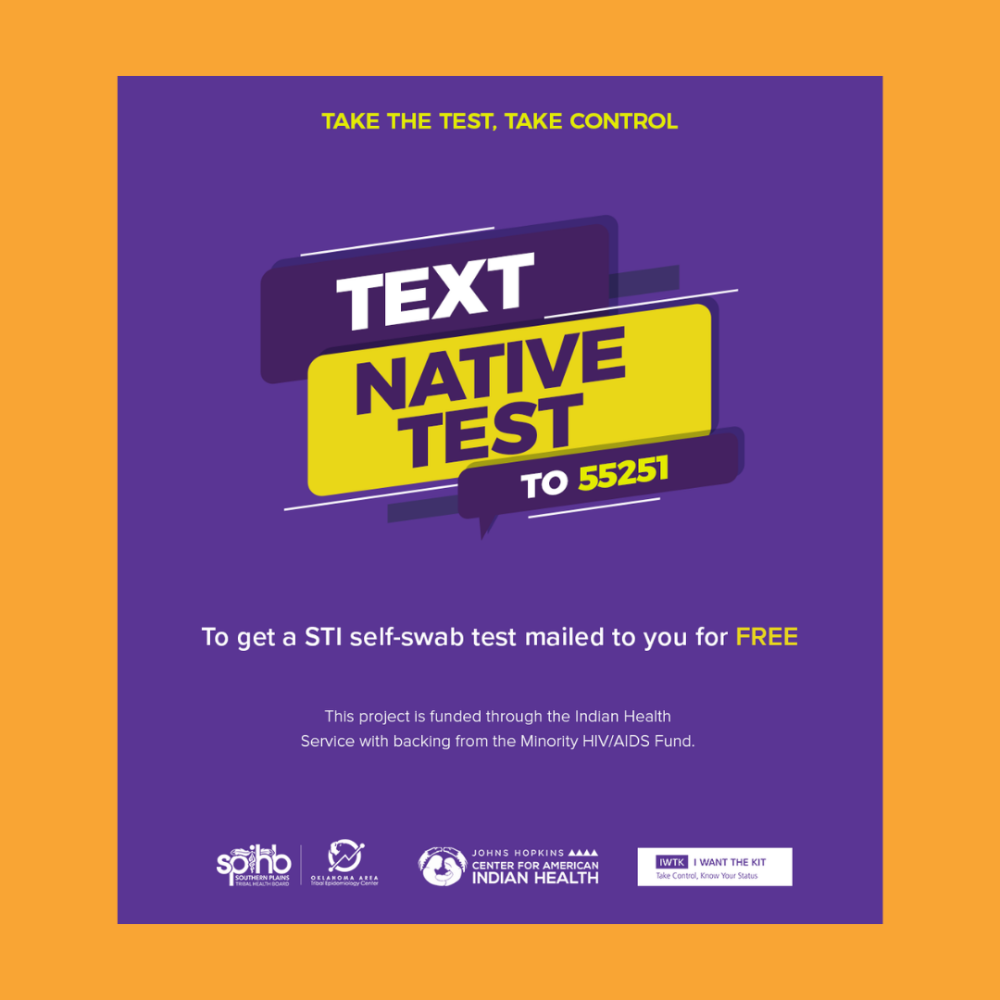 TAKE THE TEST, TAKE CONTROL
TEXT
NATIVE
TEST
TO 55251
To get a STI self-swab test mailed to you for FREE
This project is funded through the Indian Health
Service with backing from the Minority HIV/AIDS Fund.
spthb
SOUTHERN PLAINS
TRIBAL HEALTH BOARD
OKLAHOMA AREA
Tribal Epidemiology Center
JOHNS HOPKINS
CENTER FOR AMERICAN
INDIAN HEALTH
IWTK I WANT THE KIT
Take Control, Know Your Status